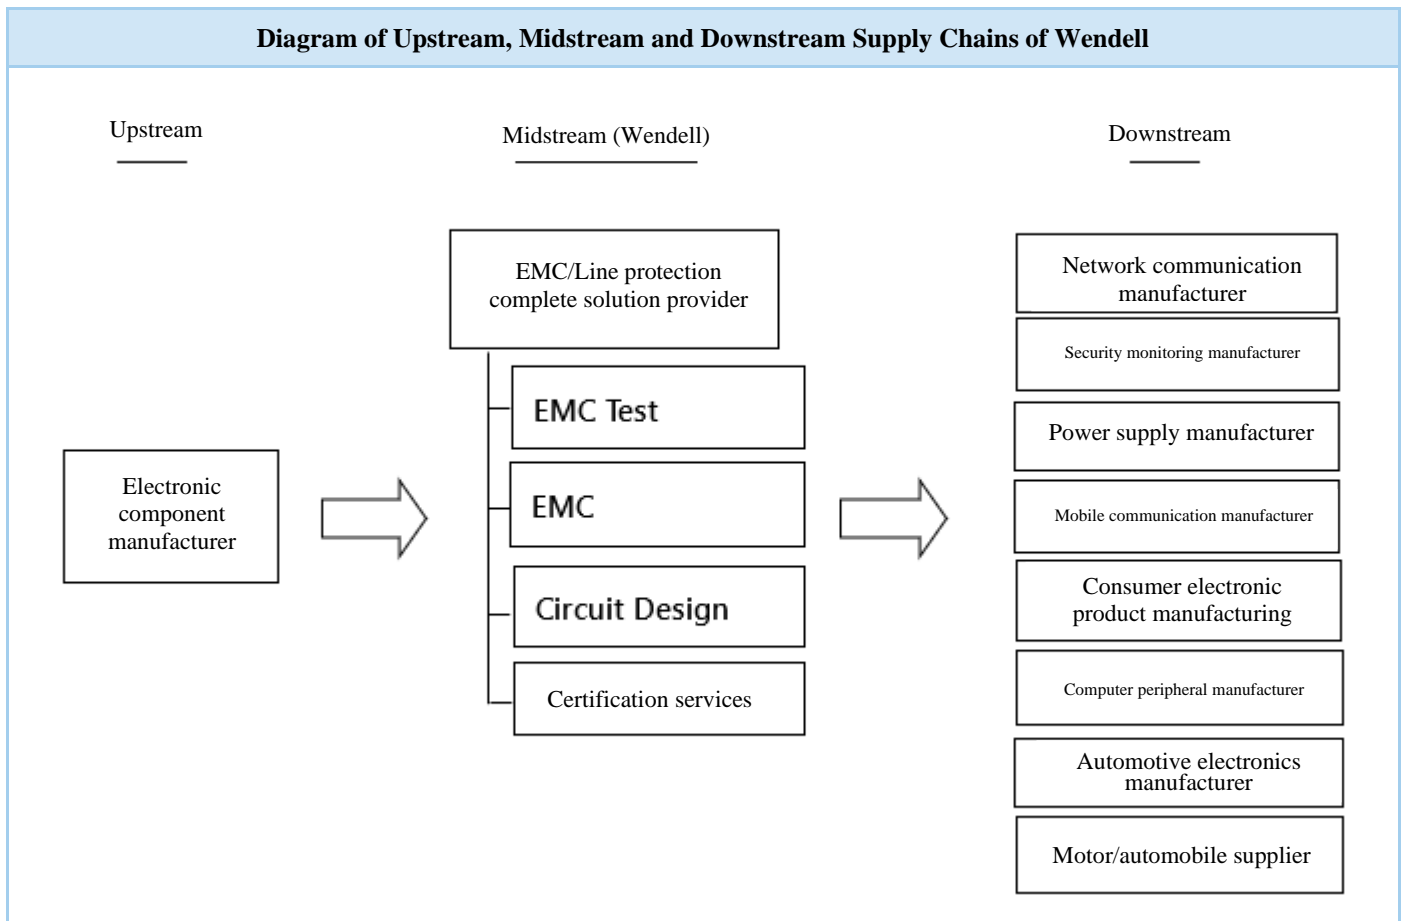 Diagram of Upstream, Midstream and Downstream Supply Chains of Wendell
Upstream
Midstream (Wendell)
Downstream
Electronic
component
manufacturer
EMC/Line protection
complete solution provider
EMC Test
EMC
Circuit Design
Certification services
Network communication
manufacturer
Security monitoring manufacturer
Power supply manufacturer
Mobile communication manufacturer
Consumer electronic
product manufacturing
Computer peripheral manufacturer
Automotive electronics
manufacturer
Motor/automobile supplier